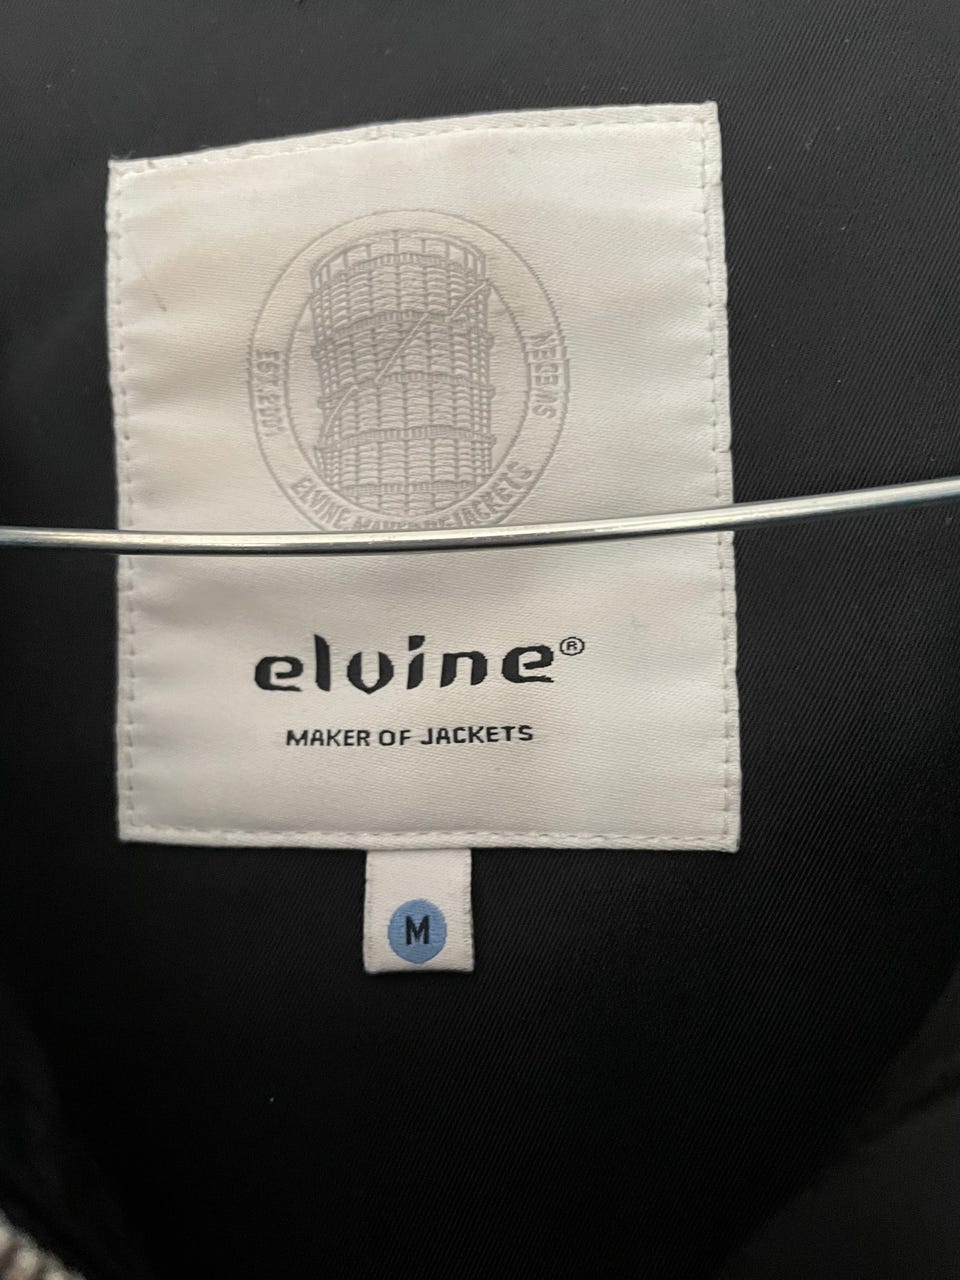 EST.2001
SWEDEN
ELVINE MAKER OF JACKETS
elvine®
MAKER OF JACKETS
M